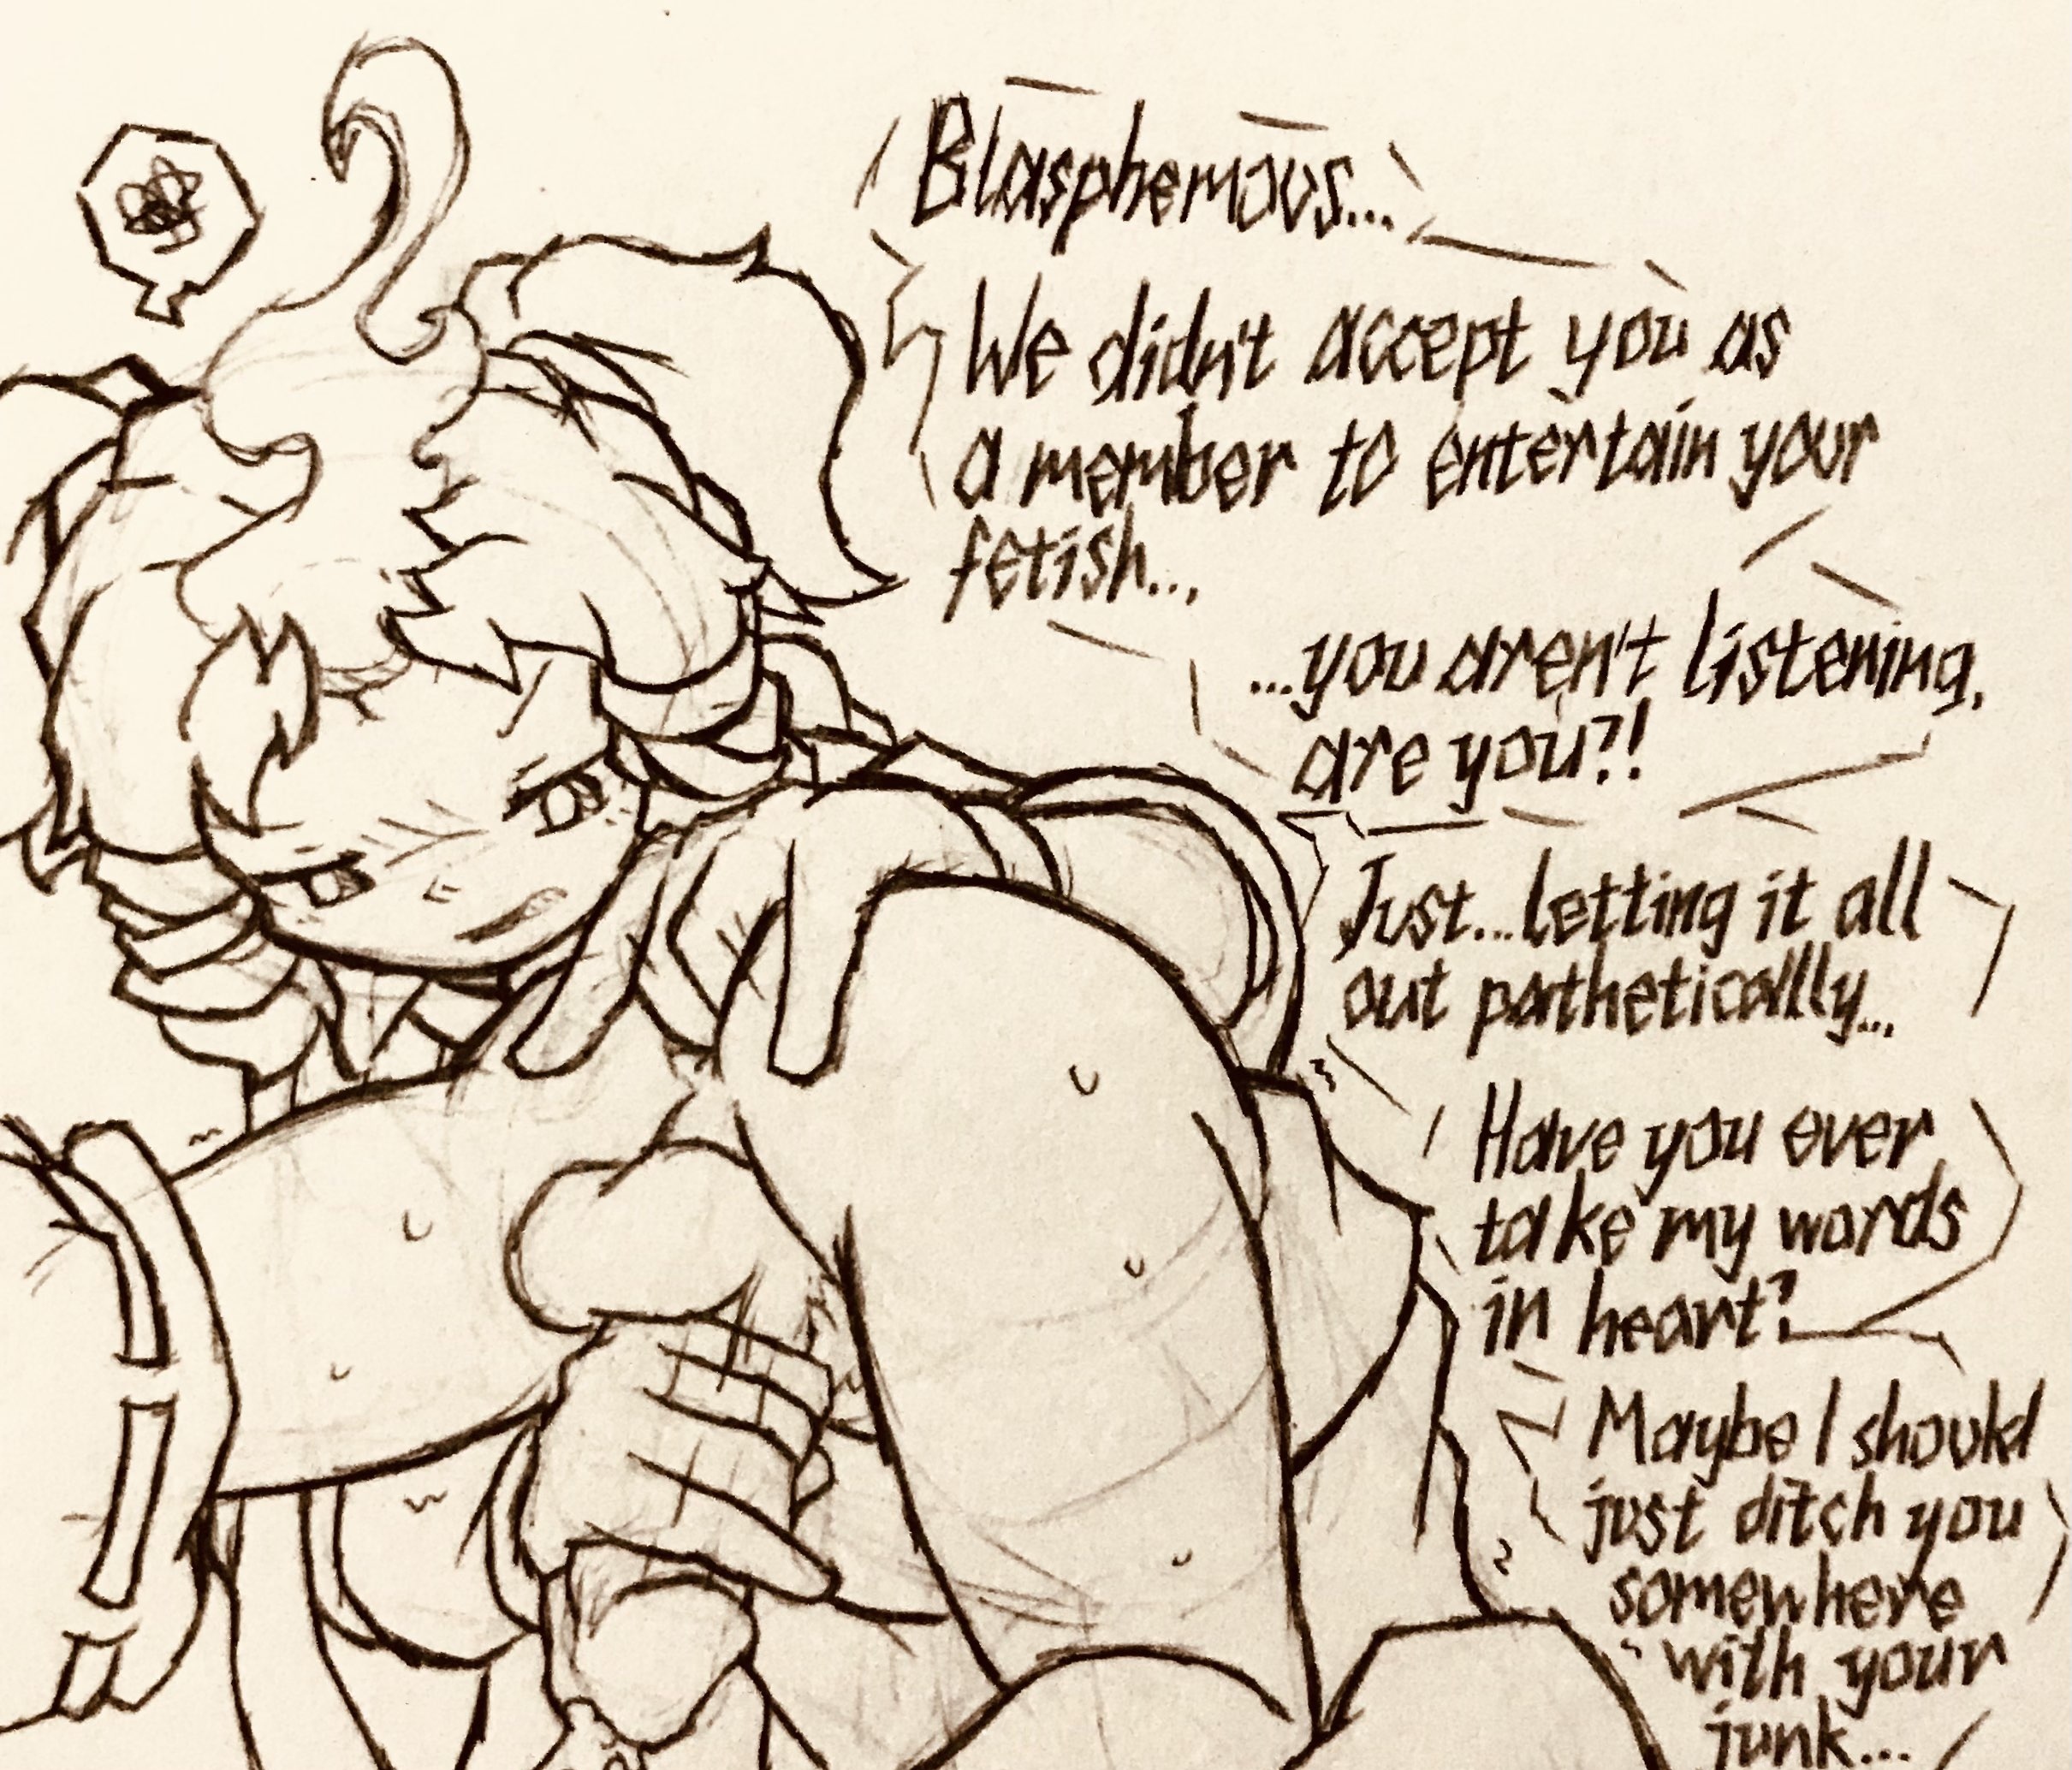 Blasphemous...
We didn't accept you as
a member to entertain your
fetish...
...you aren't listening,
are you?!
Just...letting it all
out pathetically...
Have you ever
take my words
in heart?
Maybe I should
just ditch you
somewhere
with your
junk...